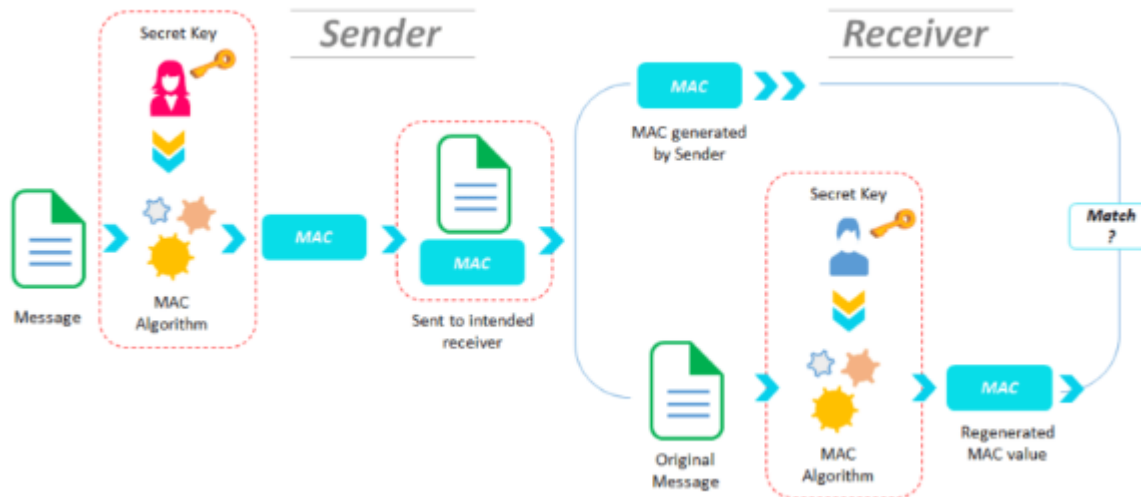 Sender
Receiver
Secret Key
Message
MAC
Algorithm
MAC
MAC
Sent to intended
receiver
MAC
MAC generated
by Sender
Original
Message
Secret Key
MAC
Algorithm
MAC
Regenerated
MAC value
Match
?